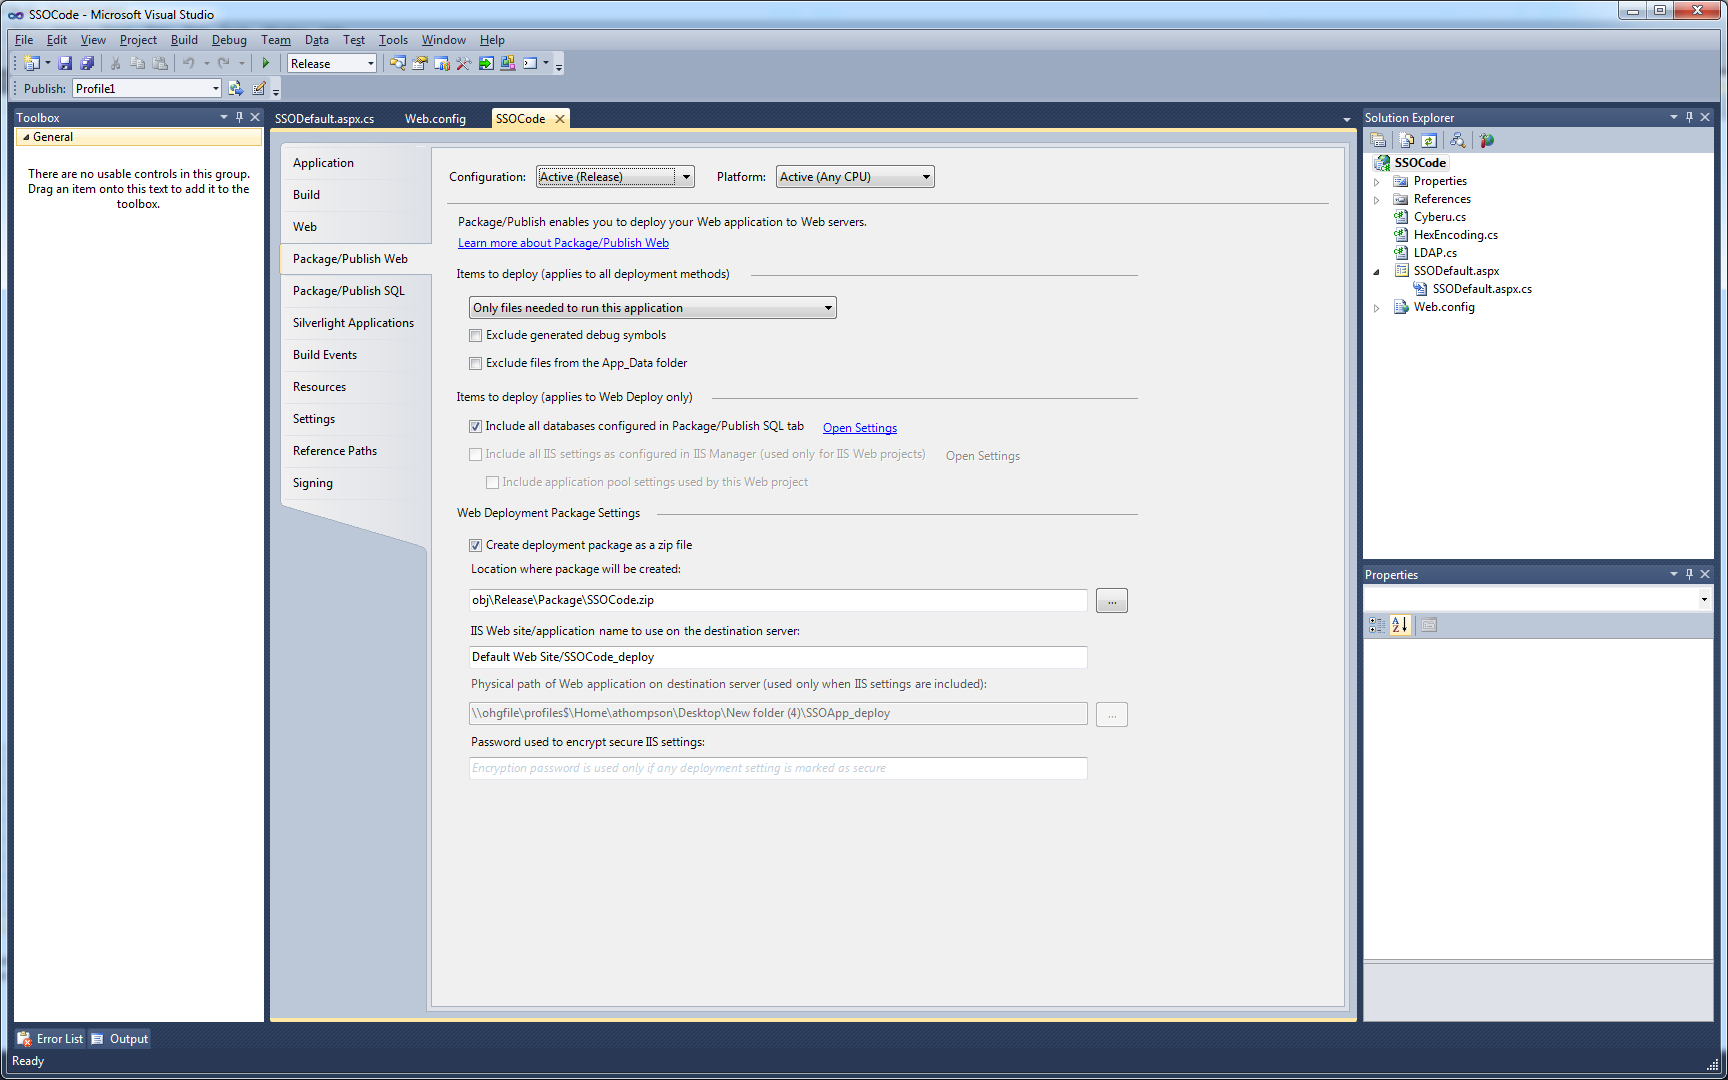 SSOCode - Microsoft Visual Studio
File Edit View Project Build Debug Team Data Test Tools Window Help
Release
Publish: Profile1
Toolbox
General
There are no usable controls in this group.
Drag an item onto this text to add it to the
toolbox.
SSODefault.aspx.cs Web.config SSOCode
Application
Build
Web
Package/Publish Web
Package/Publish SQL
Silverlight Applications
Build Events
Resources
Settings
Reference Paths
Signing
Configuration: Active (Release) Platform: Active (Any CPU)
Package/Publish enables you to deploy your Web application to Web servers.
Learn more about Package/Publish Web
Items to deploy (applies to all deployment methods)
Only files needed to run this application
Exclude generated debug symbols
Exclude files from the App_Data folder
Items to deploy (applies to Web Deploy only)
Include all databases configured in Package/Publish SQL tab Open Settings
Include all IIS settings as configured in IIS Manager (used only for IIS Web projects) Open Settings
Include application pool settings used by this Web project
Web Deployment Package Settings
Create deployment package as a zip file
Location where package will be created:
obj\Release\Package\SSOCode.zip ...
IIS Web site/application name to use on the destination server:
Default Web Site/SSOCode_deploy
Physical path of Web application on destination server (used only when IIS settings are included):
\\ohgfile\profiles$\Home\athompson\Desktop\New folder (4)\SSOApp_deploy ...
Password used to encrypt secure IIS settings:
Encryption password is used only if any deployment setting is marked as secure
Solution Explorer
SSOCode
Properties
References
Cyberu.cs
HexEncoding.cs
LDAP.cs
SSODefault.aspx
SSODefault.aspx.cs
Web.config
Properties
Error List Output
Ready